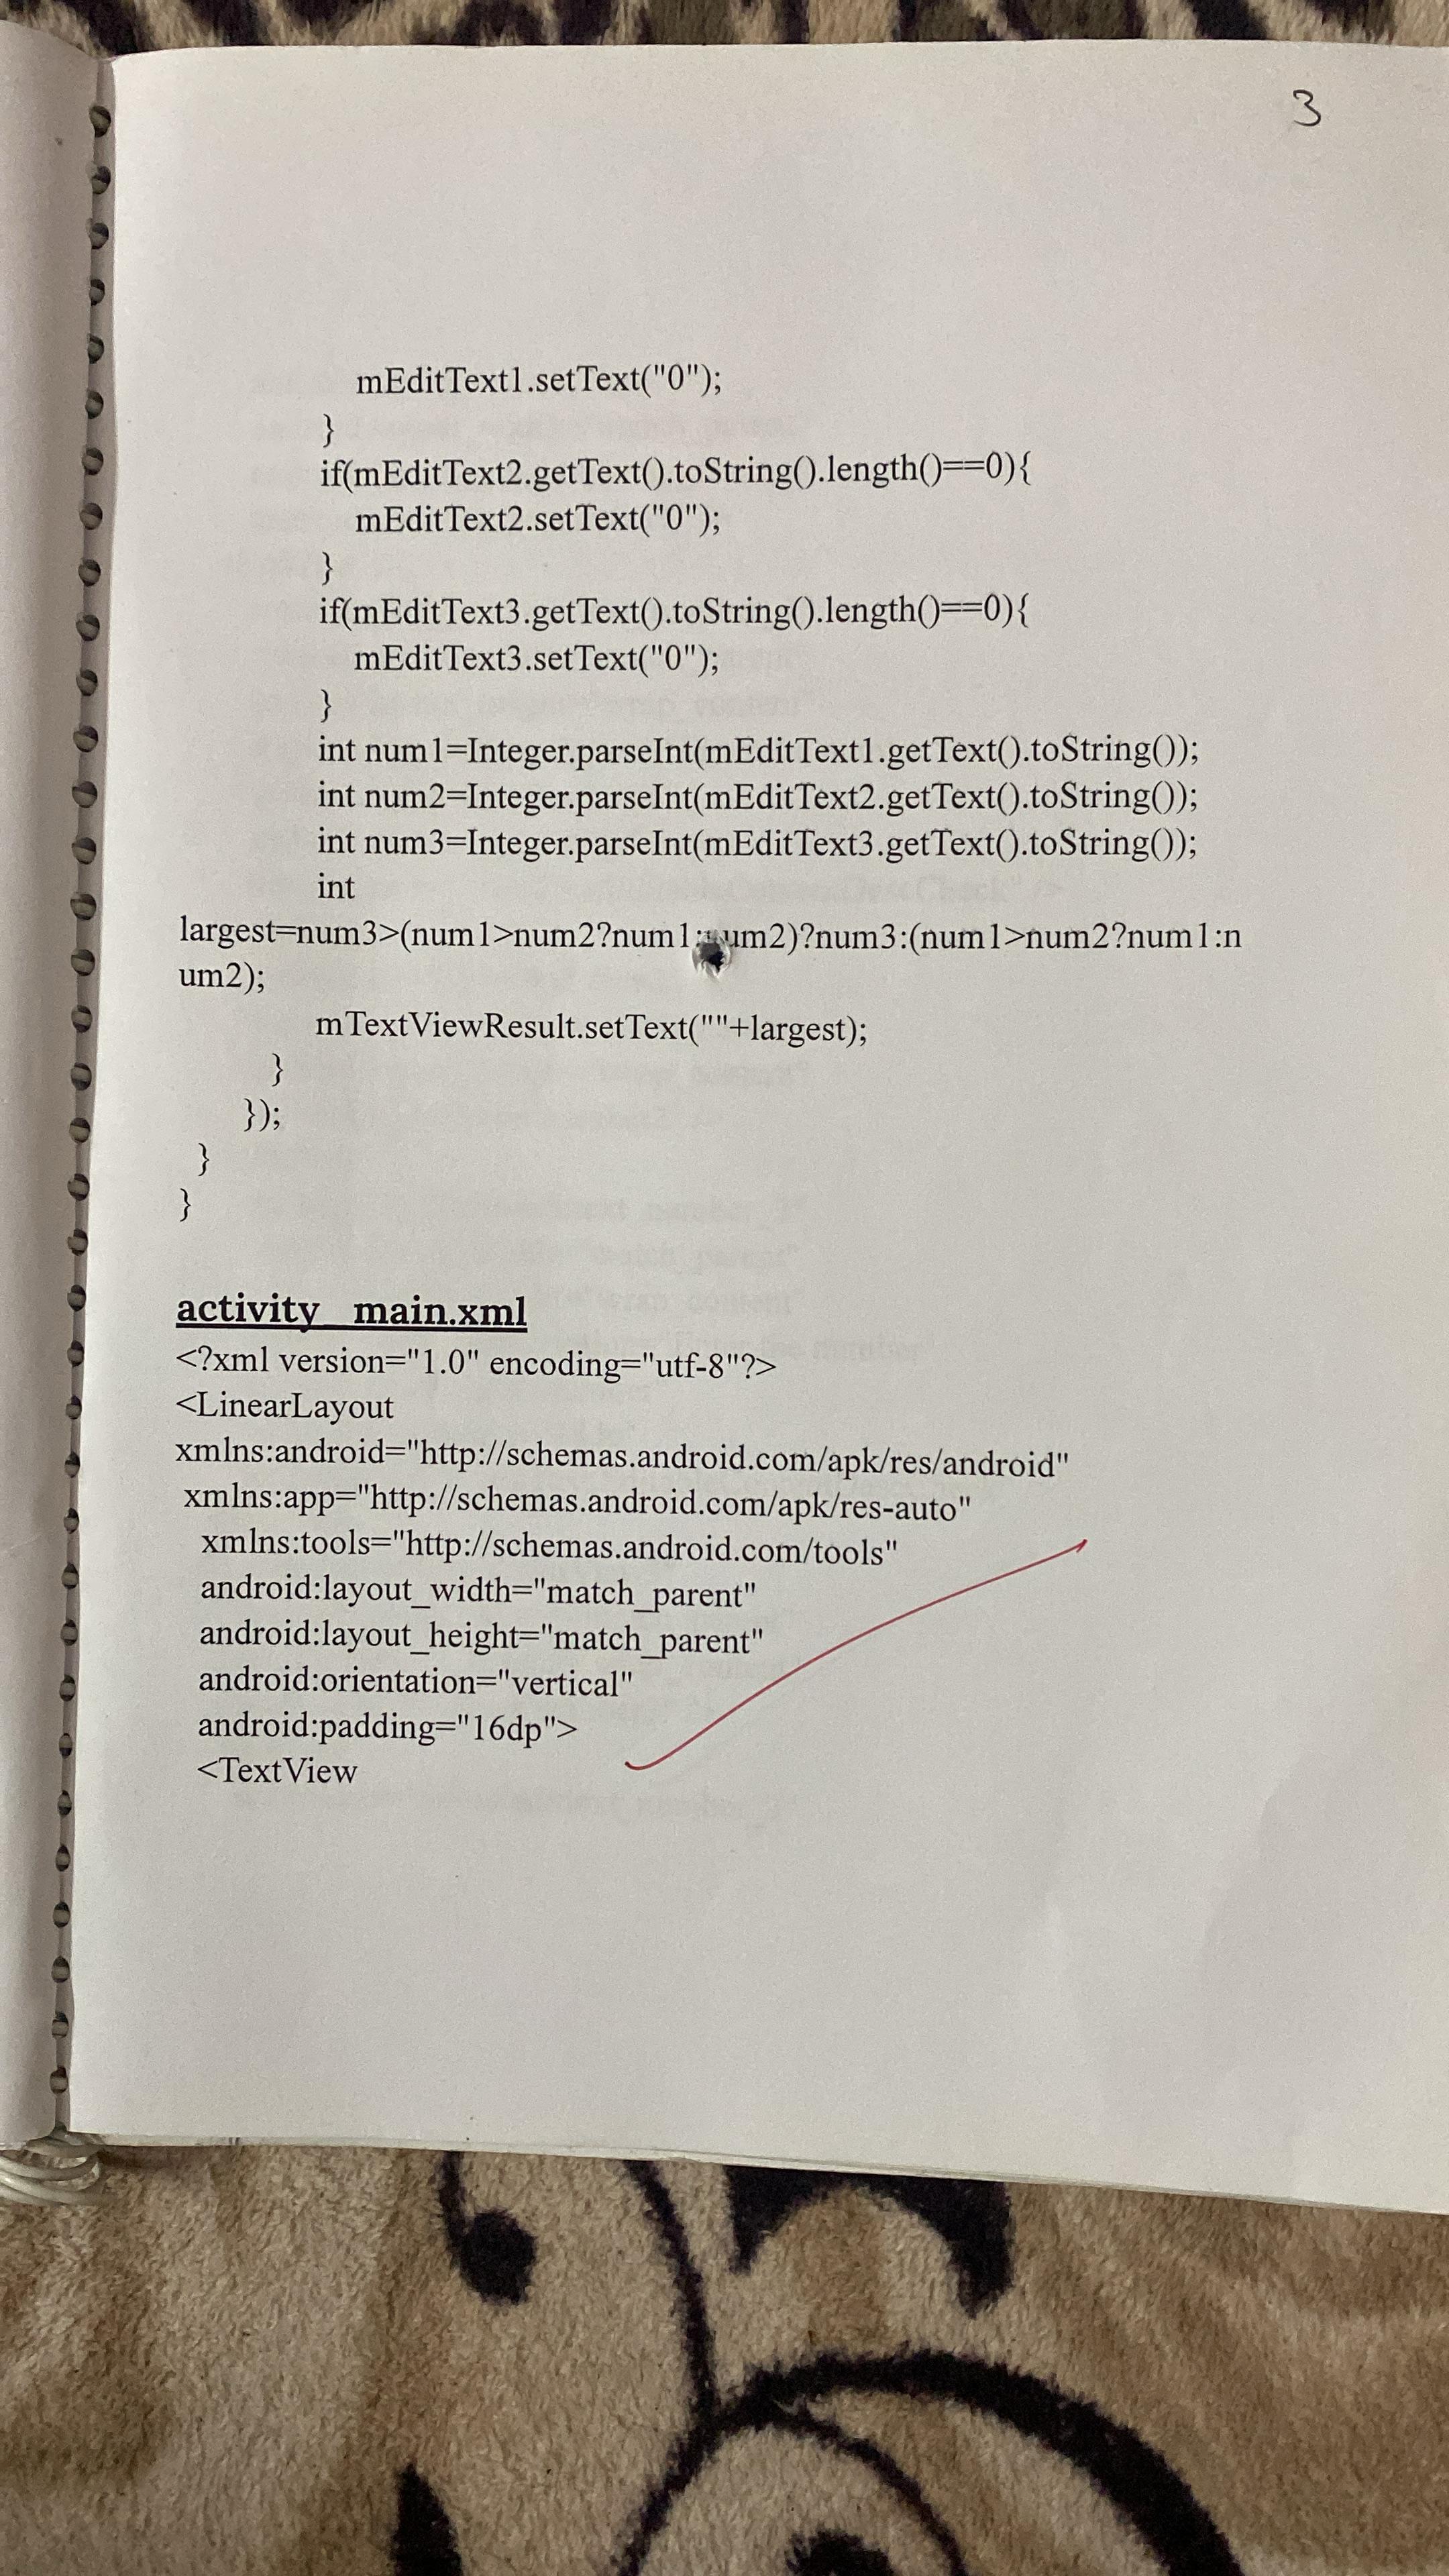 3
mEditText1.setText("0");
}
if(mEditText2.getText().toString().length()==0){
mEditText2.setText("0");
}
if(mEditText3.getText().toString().length()==0){
mEditText3.setText("0");
}
int num1=Integer.parseInt(mEditText1.getText().toString());
int num2=Integer.parseInt(mEditText2.getText().toString());
int num3=Integer.parseInt(mEditText3.getText().toString());
int
largest=num3>(num1>num2?num1:num2)?num3:(num1>num2?num1:n
um2);
mTextViewResult.setText(""+largest);
}
});
}
}
activity_main.xml
<?xml version="1.0" encoding="utf-8"?>
<LinearLayout
xmlns:android="http://schemas.android.com/apk/res/android"
xmlns:app="http://schemas.android.com/apk/res-auto"
xmlns:tools="http://schemas.android.com/tools"
android:layout_width="match_parent"
android:layout_height="match_parent"
android:orientation="vertical"
android:padding="16dp">
<TextView